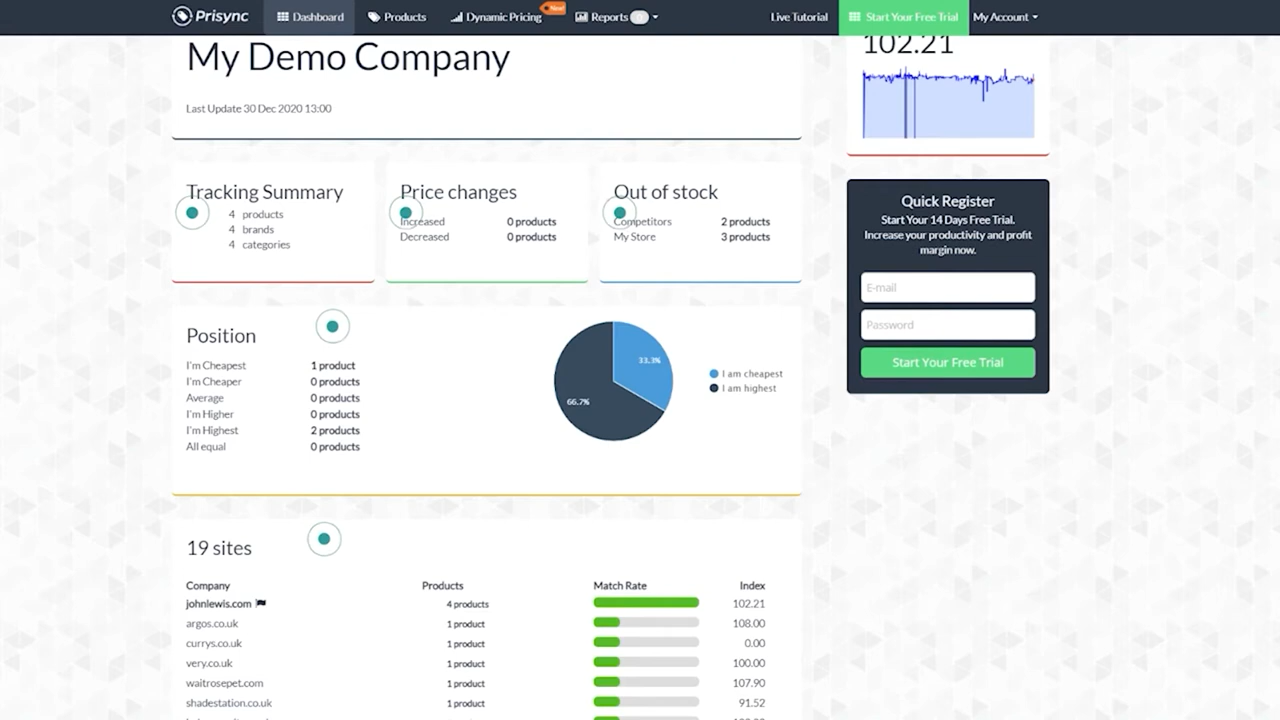 Prisync
Dashboard
Products
Dynamic Pricing
New!
Reports
Live Tutorial
Start Your Free Trial
My Account
My Demo Company
Last Update 30 Dec 2020 13:00
102.21
Tracking Summary
4 products
4 brands
4 categories
Price changes
Increased 0 products
Decreased 0 products
Out of stock
Competitors 2 products
My Store 3 products
Quick Register
Start Your 14 Days Free Trial.
Increase your productivity and profit
margin now.
E-mail
Password
Start Your Free Trial
Position
I'm Cheapest 1 product
I'm Cheaper 0 products
Average 0 products
I'm Higher 0 products
I'm Highest 2 products
All equal 0 products
33.3%
66.7%
I am cheapest
I am highest
19 sites
Company Products Match Rate Index
johnlewis.com 4 products 102.21
argos.co.uk 1 product 108.00
currys.co.uk 1 product 0.00
very.co.uk 1 product 100.00
waitrosepet.com 1 product 107.90
shadestation.co.uk 1 product 91.52